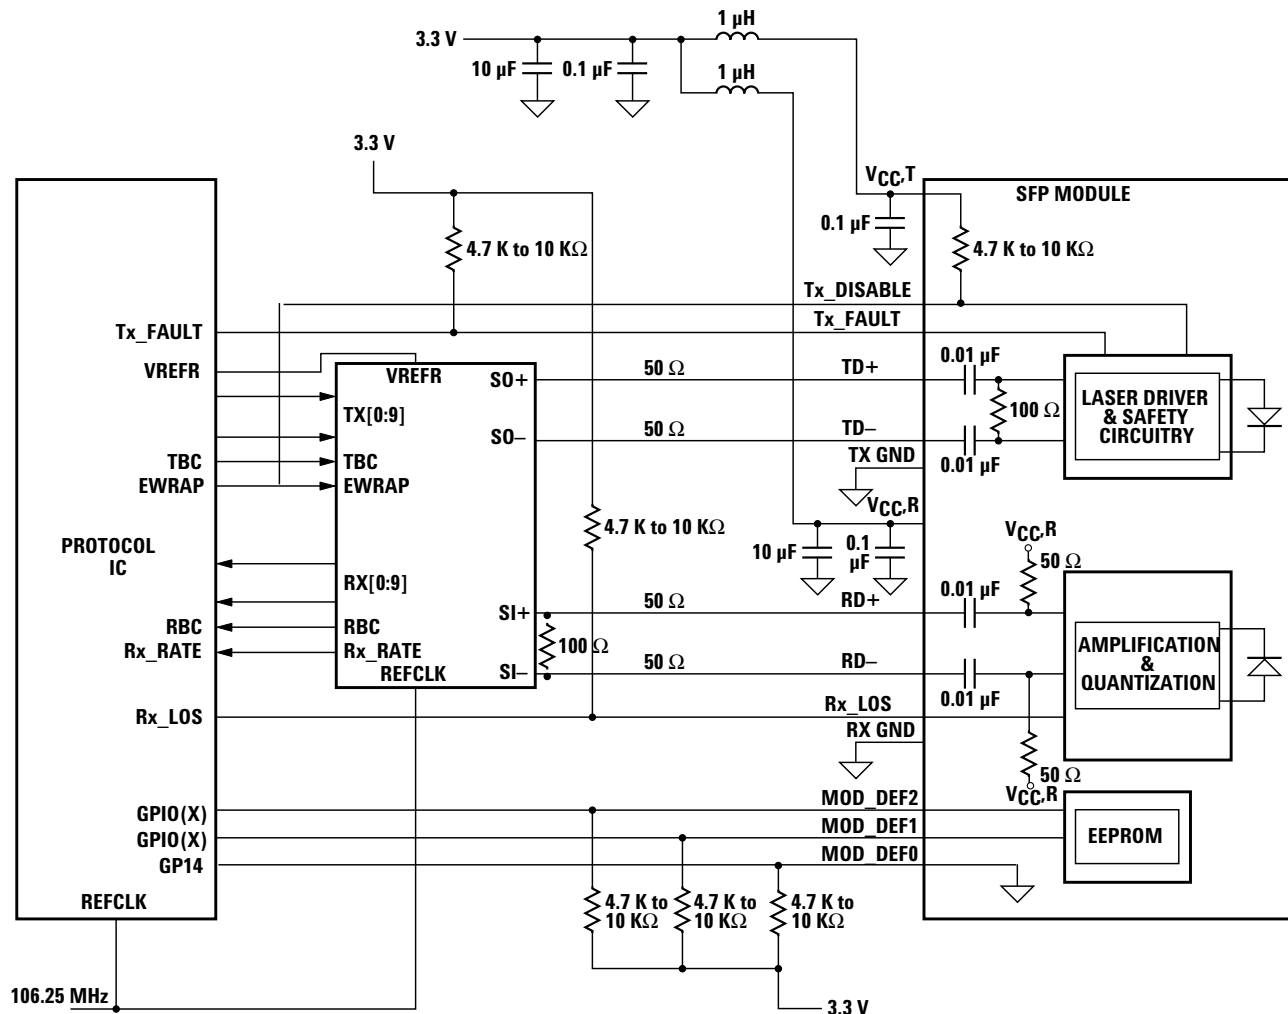 1 µH
3.3 V
10 µF
0.1 µF
1 µH
3.3 V
VCC,T
SFP MODULE
0.1 µF
4.7 K to 10 KΩ
4.7 K to 10 KΩ
Tx_DISABLE
Tx_FAULT
Tx_FAULT
VREFR
VREFR
SO+
50 Ω
TD+
0.01 µF
TX[0:9]
100 Ω
LASER DRIVER
& SAFETY
CIRCUITRY
SO–
50 Ω
TD–
0.01 µF
TX GND
TBC
TBC
EWRAP
EWRAP
VCC,R
4.7 K to 10 KΩ
10 µF
0.1
µF
VCC,R
50 Ω
PROTOCOL
IC
RX[0:9]
SI+
50 Ω
RD+
0.01 µF
RBC
RBC
100 Ω
Rx_RATE
Rx_RATE
REFCLK
SI–
50 Ω
RD–
0.01 µF
AMPLIFICATION
&
QUANTIZATION
Rx_LOS
Rx_LOS
RX GND
50 Ω
VCC,R
GPIO(X)
MOD_DEF2
GPIO(X)
MOD_DEF1
EEPROM
GP14
MOD_DEF0
REFCLK
4.7 K to
10 KΩ
4.7 K to
10 KΩ
4.7 K to
10 KΩ
106.25 MHz
3.3 V